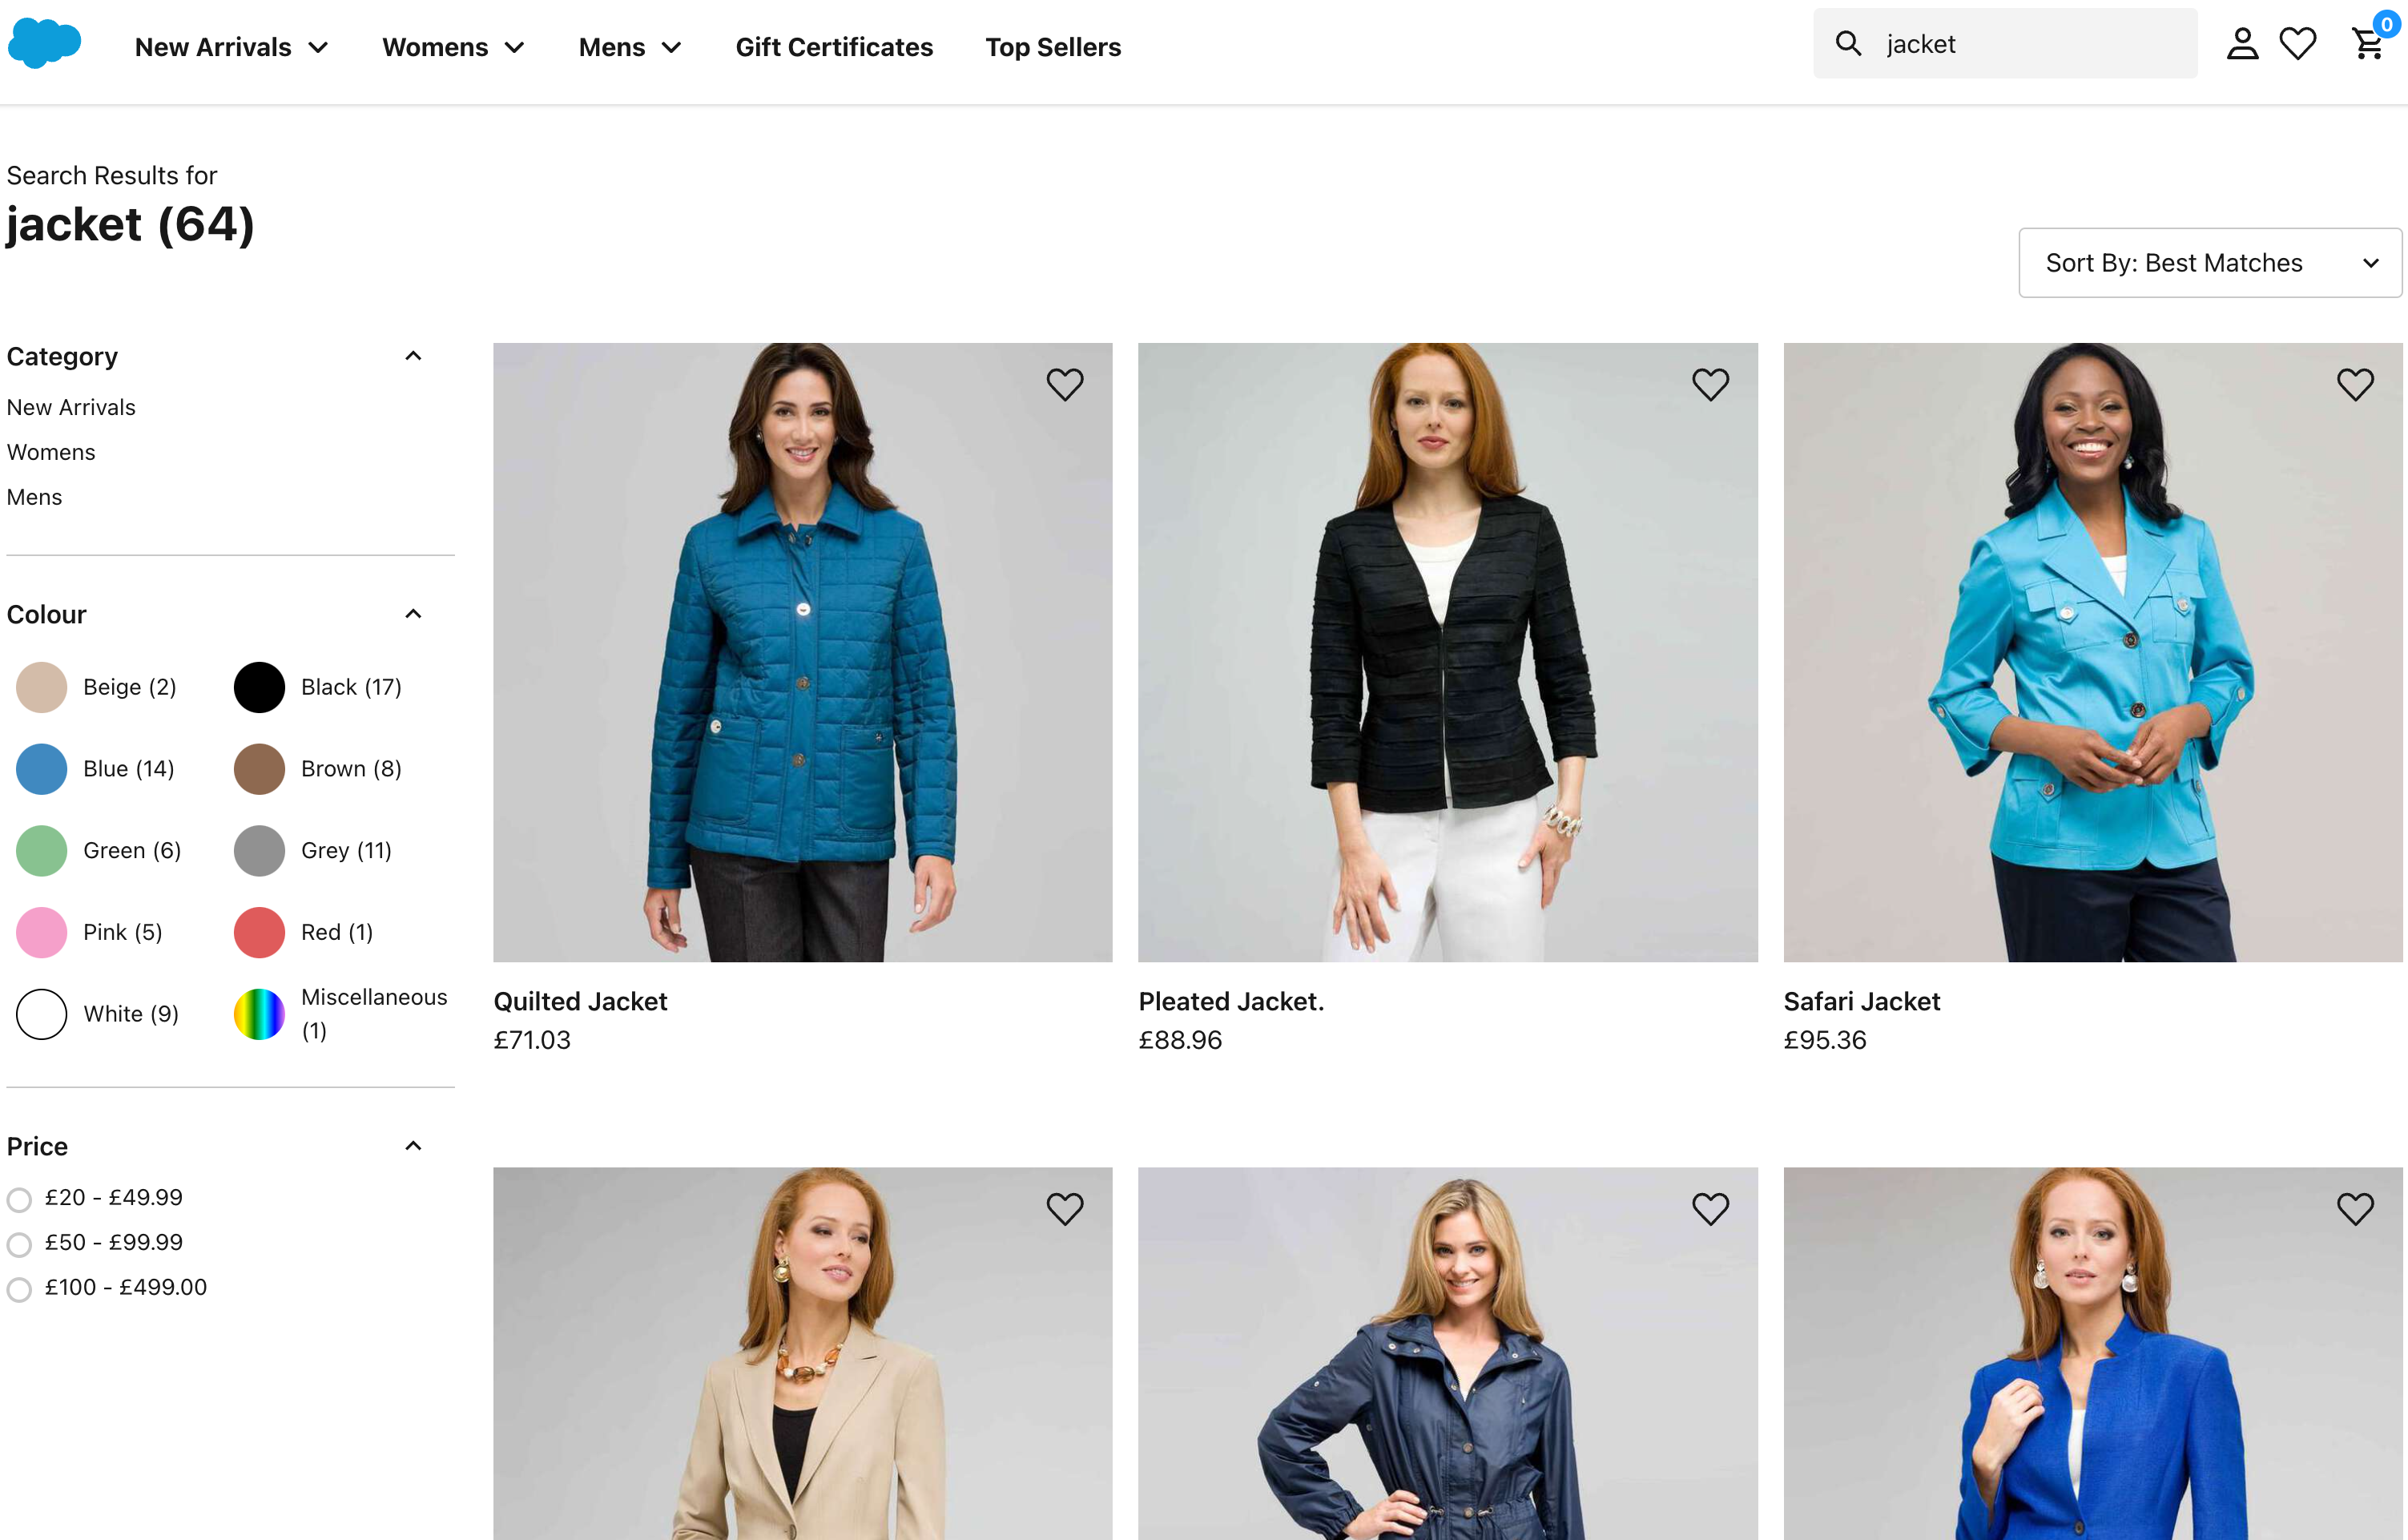 New Arrivals
Womens
Mens
Gift Certificates
Top Sellers
jacket
0
Search Results for
jacket (64)
Sort By: Best Matches
Category
New Arrivals
Womens
Mens
Colour
Beige (2)
Black (17)
Blue (14)
Brown (8)
Green (6)
Grey (11)
Pink (5)
Red (1)
White (9)
Miscellaneous
(1)
Price
£20 - £49.99
£50 - £99.99
£100 - £499.00
Quilted Jacket
£71.03
Pleated Jacket.
£88.96
Safari Jacket
£95.36